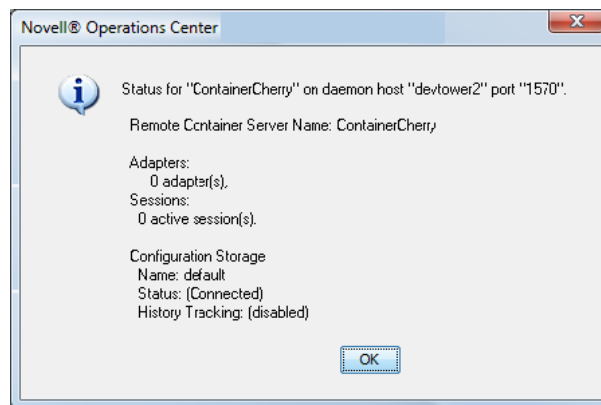 Novell® Operations Center
Status for "ContainerCherry" on daemon host "devtower2" port "1570".
Remote Container Server Name: ContainerCherry
Adapters:
0 adapter(s),
Sessions:
0 active session(s).
Configuration Storage
Name: default
Status: (Connected)
History Tracking: (disabled)
OK